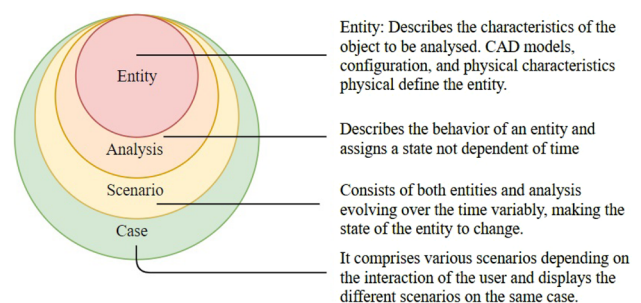 Entity: Describes the characteristics of the
object to be analysed. CAD models,
configuration, and physical characteristics
physical define the entity.
Entity
Describes the behavior of an entity and
assigns a state not dependent of time
Analysis
Consists of both entities and analysis
evolving over the time variably, making the
state of the entity to change.
Scenario
Case
It comprises various scenarios depending on
the interaction of the user and displays the
different scenarios on the same case.